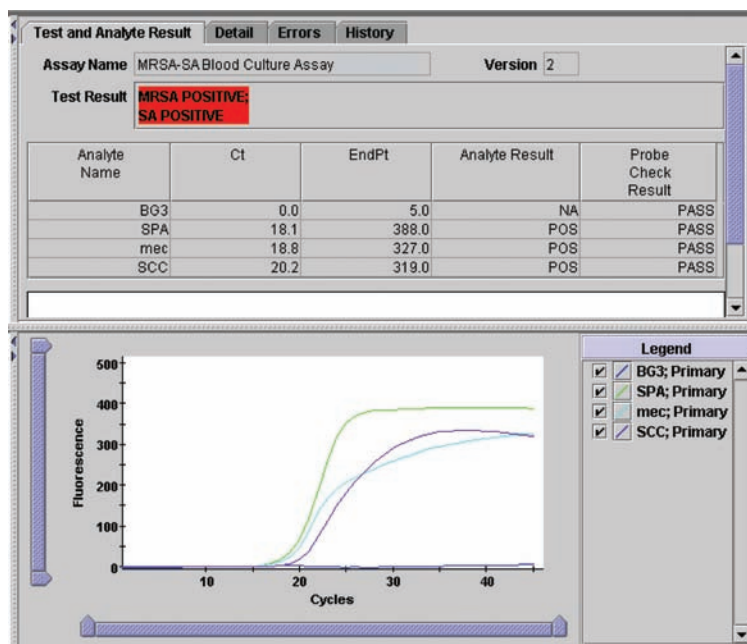 Test and Analyte Result Detail Errors History
Assay Name MRSA-SA Blood Culture Assay Version 2
Test Result MRSA POSITIVE;
SA POSITIVE
Analyte Name Ct EndPt Analyte Result Probe Check Result
BG3 0.0 5.0 NA PASS
SPA 18.1 388.0 POS PASS
mec 18.8 327.0 POS PASS
SCC 20.2 319.0 POS PASS
500
400
300
200
100
0
Fluorescence
10 20 30 40
Cycles
Legend
BG3; Primary
SPA; Primary
mec; Primary
SCC; Primary